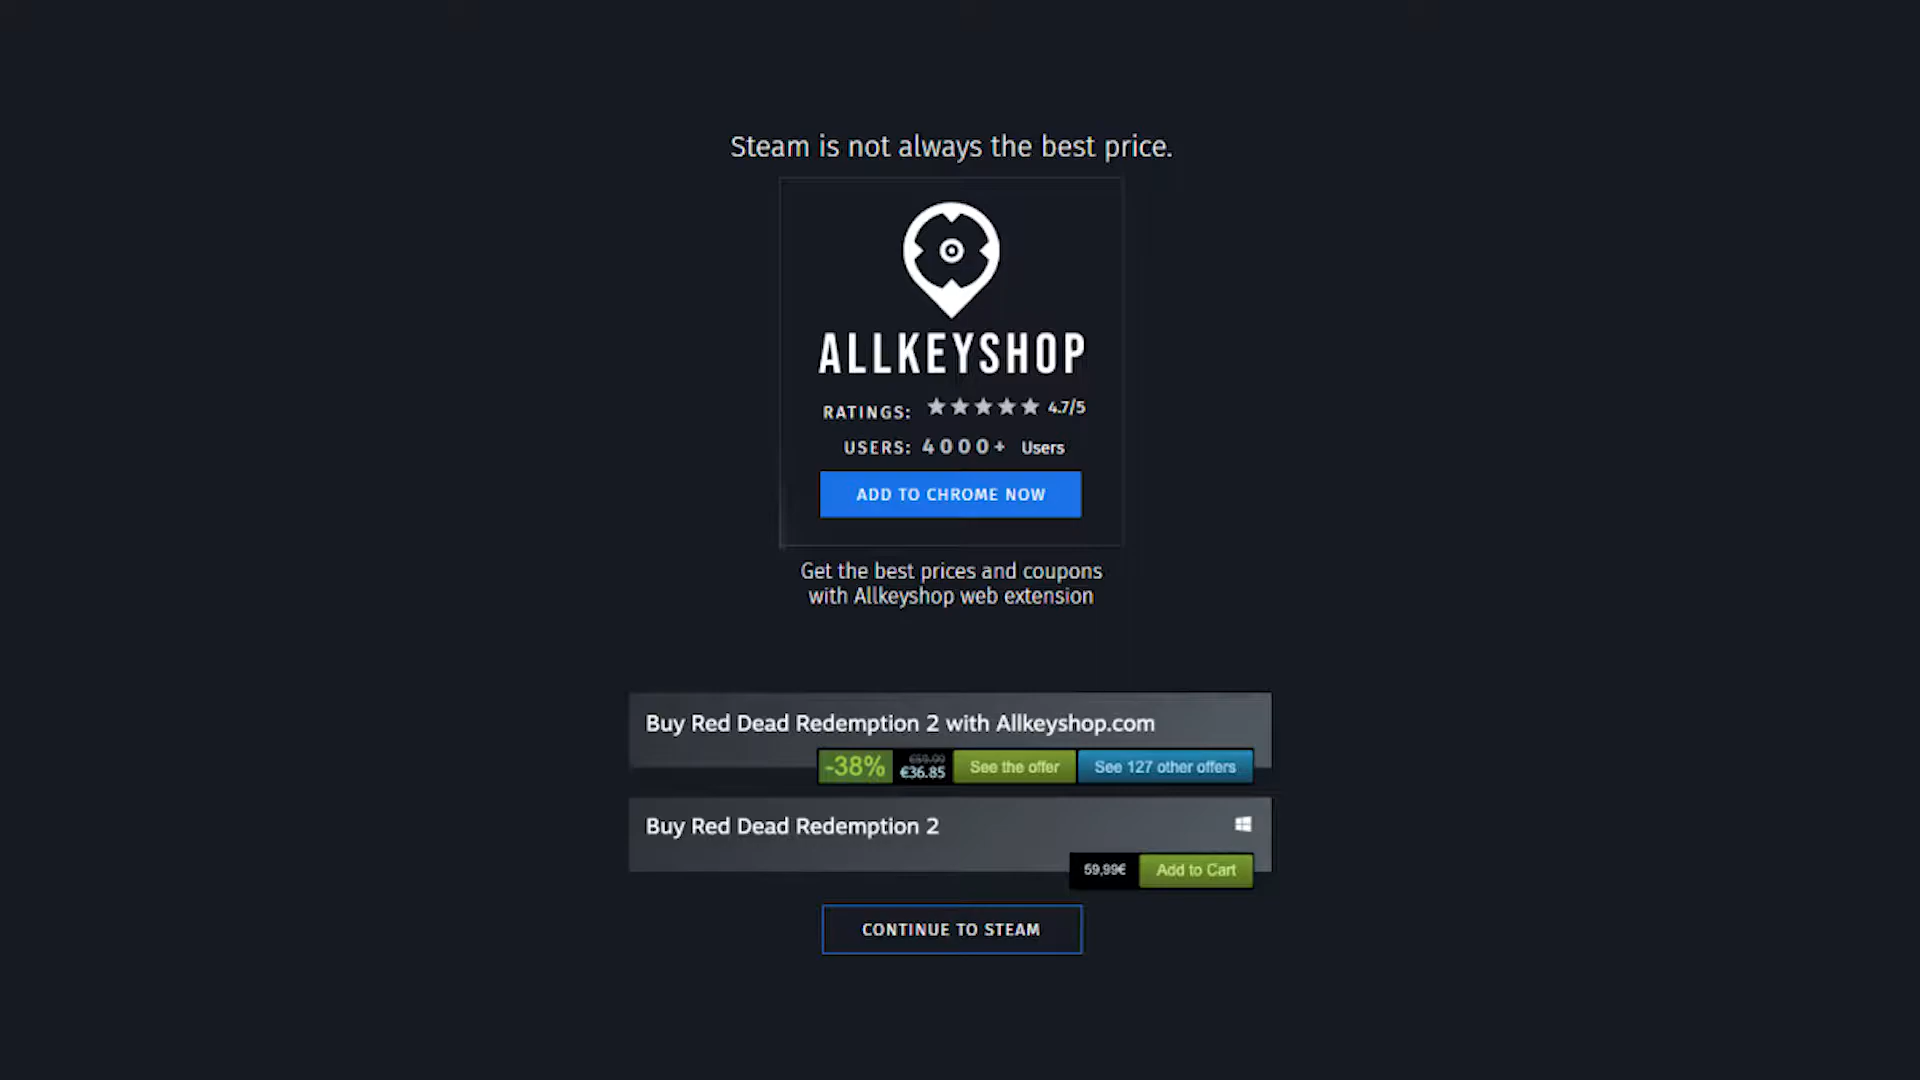 Steam is not always the best price.
ALLKEYSHOP
RATINGS: 4.7/5
USERS: 4000+ Users
ADD TO CHROME NOW
Get the best prices and coupons
with Allkeyshop web extension
Buy Red Dead Redemption 2 with Allkeyshop.com
-38% €59.99 €36.85 See the offer See 127 other offers
Buy Red Dead Redemption 2
59,99€ Add to Cart
CONTINUE TO STEAM